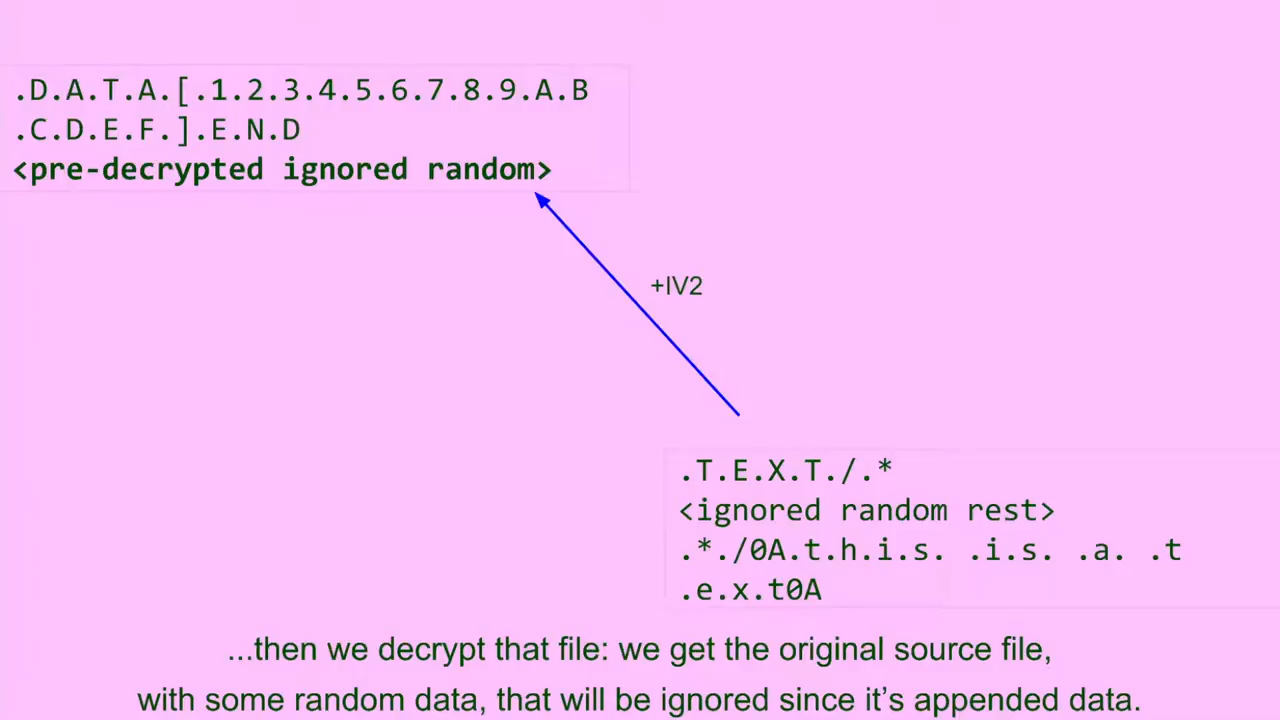 .D.A.T.A.[.1.2.3.4.5.6.7.8.9.A.B
.C.D.E.F.].E.N.D
<pre-decrypted ignored random>
+IV2
.T.E.X.T./.*
<ignored random rest>
.*./0A.t.h.i.s. .i.s. .a. .t
.e.x.t0A
...then we decrypt that file: we get the original source file,
with some random data, that will be ignored since it's appended data.